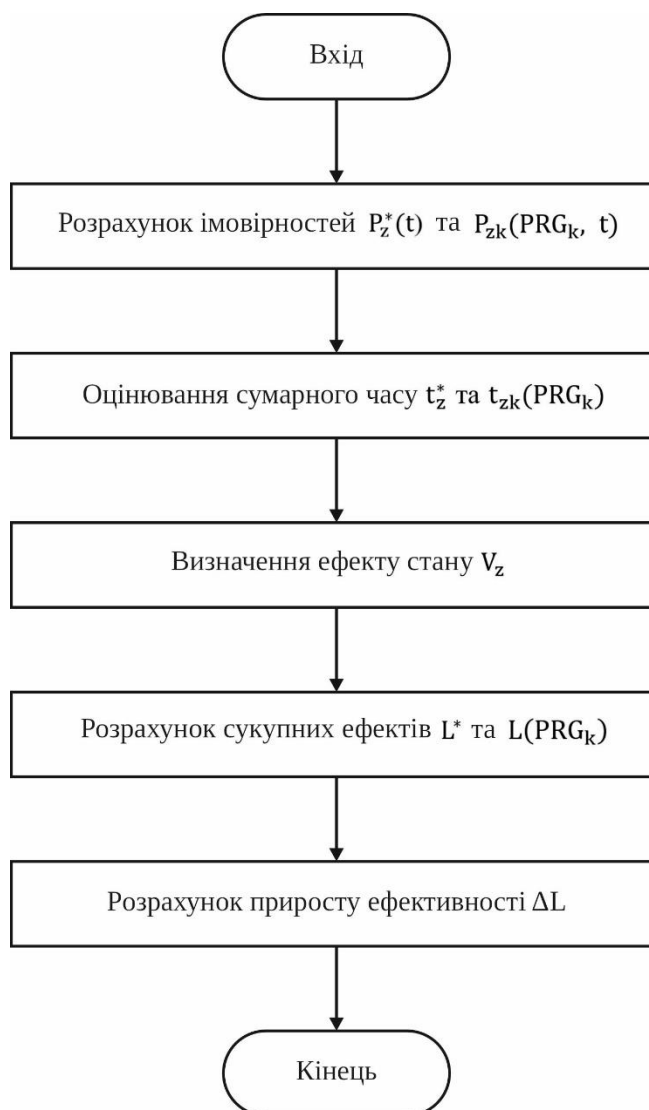 Вхід
Розрахунок імовірностей P*z(t) та Pzk(PRGk, t)
Оцінювання сумарного часу t*z та tzk(PRGk)
Визначення ефекту стану Vz
Розрахунок сукупних ефектів L* та L(PRGk)
Розрахунок приросту ефективності ΔL
Кінець